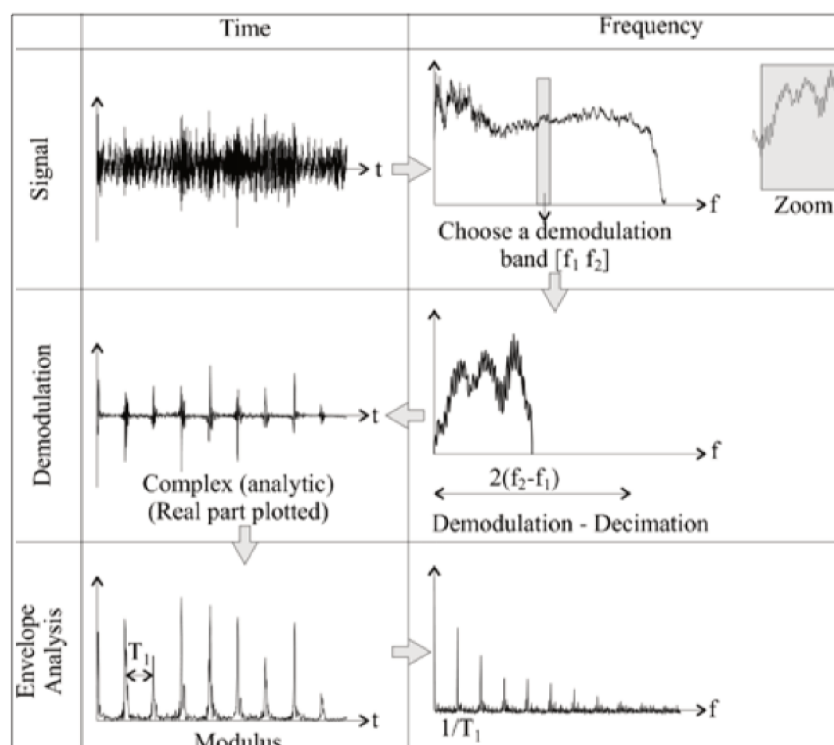 Time
Frequency
Signal
t
f
Zoom
Choose a demodulation
band [f₁ f₂]
Demodulation
t
f
Complex (analytic)
(Real part plotted)
2(f₂-f₁)
Demodulation - Decimation
Envelope
Analysis
T₁
t
f
Modulus
1/T₁